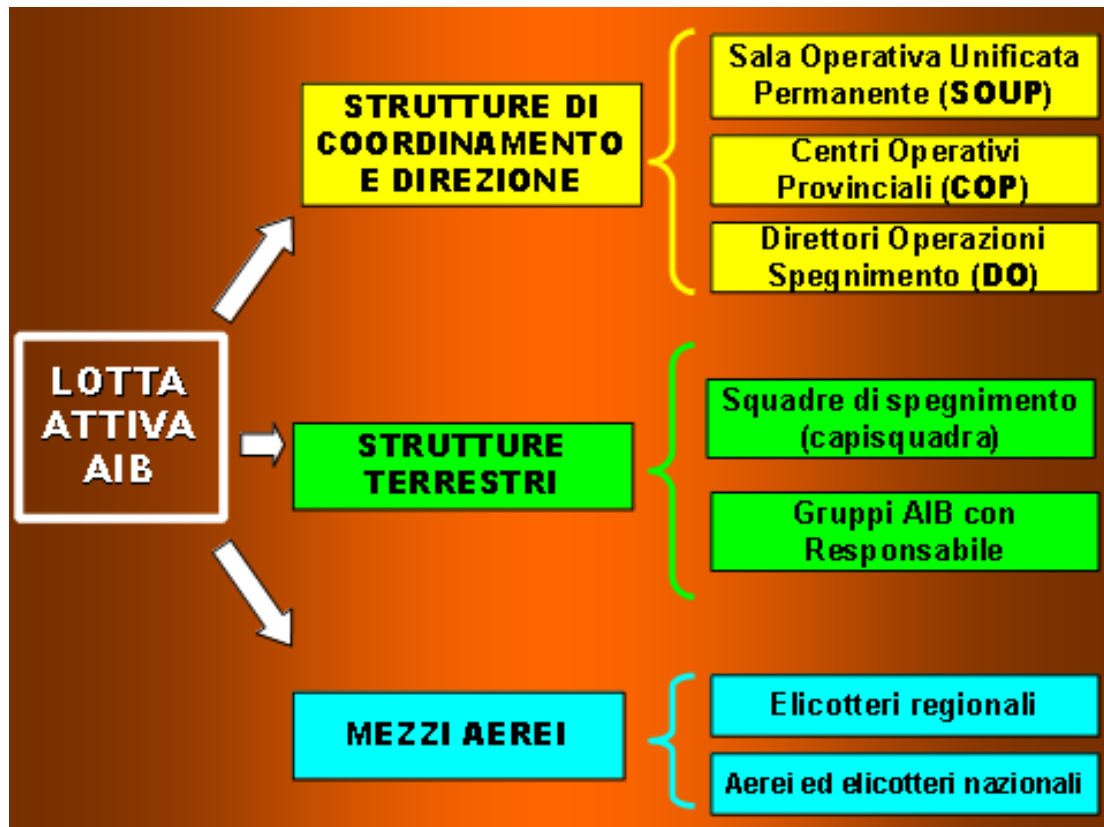 LOTTA
ATTIVA
AIB
STRUTTURE DI
COORDINAMENTO
E DIREZIONE
Sala Operativa Unificata
Permanente (SOUP)
Centri Operativi
Provinciali (COP)
Direttori Operazioni
Spegnimento (DO)
STRUTTURE
TERRESTRI
Squadre di spegnimento
(capisquadra)
Gruppi AIB con
Responsabile
MEZZI AEREI
Elicotteri regionali
Aerei ed elicotteri nazionali